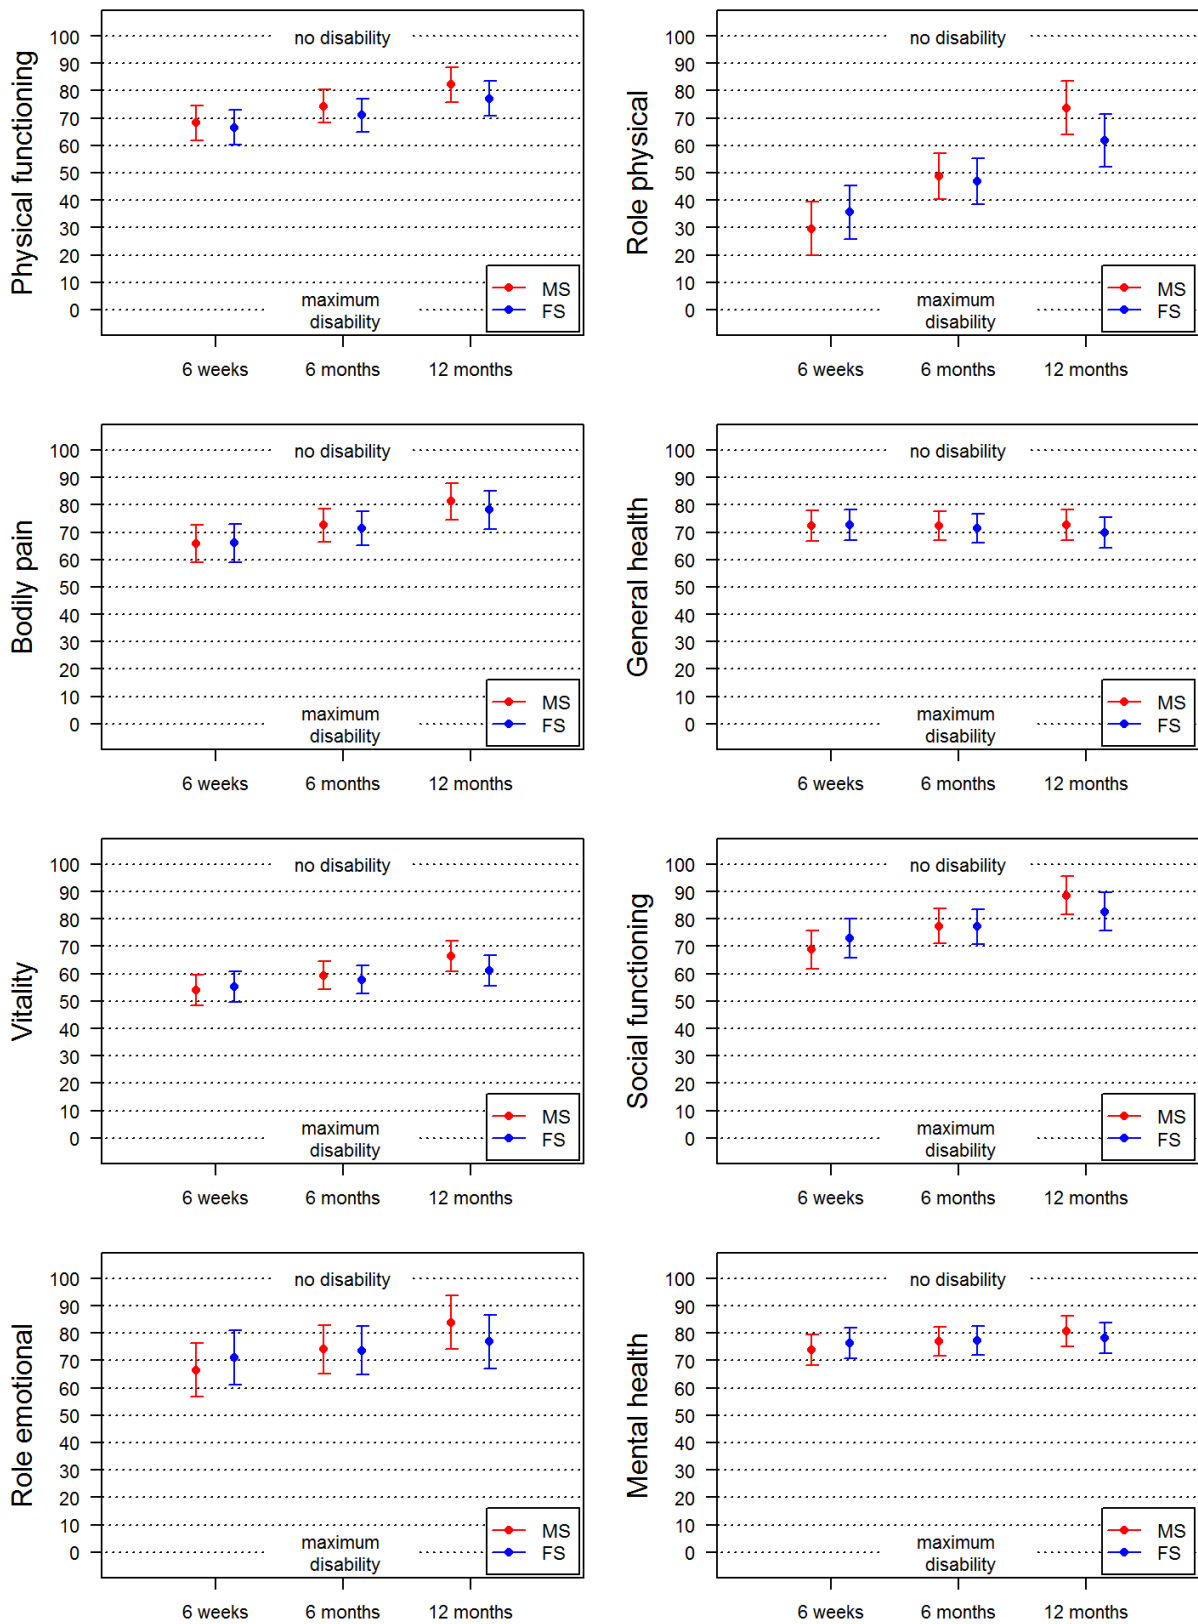 Physical functioning
100
90
80
70
60
50
40
30
20
10
0
no disability
maximum
disability
MS
FS
6 weeks
6 months
12 months
Role physical
100
90
80
70
60
50
40
30
20
10
0
no disability
maximum
disability
MS
FS
6 weeks
6 months
12 months
Bodily pain
100
90
80
70
60
50
40
30
20
10
0
no disability
maximum
disability
MS
FS
6 weeks
6 months
12 months
General health
100
90
80
70
60
50
40
30
20
10
0
no disability
maximum
disability
MS
FS
6 weeks
6 months
12 months
Vitality
100
90
80
70
60
50
40
30
20
10
0
no disability
maximum
disability
MS
FS
6 weeks
6 months
12 months
Social functioning
100
90
80
70
60
50
40
30
20
10
0
no disability
maximum
disability
MS
FS
6 weeks
6 months
12 months
Role emotional
100
90
80
70
60
50
40
30
20
10
0
no disability
maximum
disability
MS
FS
6 weeks
6 months
12 months
Mental health
100
90
80
70
60
50
40
30
20
10
0
no disability
maximum
disability
MS
FS
6 weeks
6 months
12 months